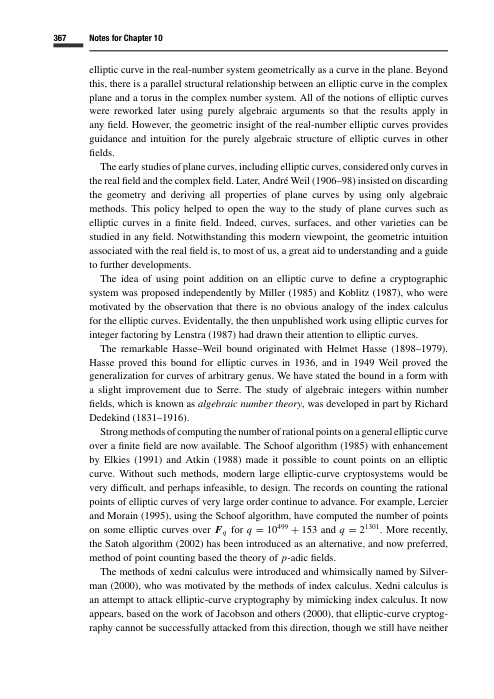 367 Notes for Chapter 10
elliptic curve in the real-number system geometrically as a curve in the plane. Beyond
this, there is a parallel structural relationship between an elliptic curve in the complex
plane and a torus in the complex number system. All of the notions of elliptic curves
were reworked later using purely algebraic arguments so that the results apply in
any field. However, the geometric insight of the real-number elliptic curves provides
guidance and intuition for the purely algebraic structure of elliptic curves in other
fields.
The early studies of plane curves, including elliptic curves, considered only curves in
the real field and the complex field. Later, André Weil (1906–98) insisted on discarding
the geometry and deriving all properties of plane curves by using only algebraic
methods. This policy helped to open the way to the study of plane curves such as
elliptic curves in a finite field. Indeed, curves, surfaces, and other varieties can be
studied in any field. Notwithstanding this modern viewpoint, the geometric intuition
associated with the real field is, to most of us, a great aid to understanding and a guide
to further developments.
The idea of using point addition on an elliptic curve to define a cryptographic
system was proposed independently by Miller (1985) and Koblitz (1987), who were
motivated by the observation that there is no obvious analogy of the index calculus
for the elliptic curves. Evidentally, the then unpublished work using elliptic curves for
integer factoring by Lenstra (1987) had drawn their attention to elliptic curves.
The remarkable Hasse–Weil bound originated with Helmet Hasse (1898–1979).
Hasse proved this bound for elliptic curves in 1936, and in 1949 Weil proved the
generalization for curves of arbitrary genus. We have stated the bound in a form with
a slight improvement due to Serre. The study of algebraic integers within number
fields, which is known as algebraic number theory, was developed in part by Richard
Dedekind (1831–1916).
Strong methods of computing the number of rational points on a general elliptic curve
over a finite field are now available. The Schoof algorithm (1985) with enhancement
by Elkies (1991) and Atkin (1988) made it possible to count points on an elliptic
curve. Without such methods, modern large elliptic-curve cryptosystems would be
very difficult, and perhaps infeasible, to design. The records on counting the rational
points of elliptic curves of very large order continue to advance. For example, Lercier
and Morain (1995), using the Schoof algorithm, have computed the number of points
on some elliptic curves over F_q for q = 10^499 + 153 and q = 2^1301. More recently,
the Satoh algorithm (2002) has been introduced as an alternative, and now preferred,
method of point counting based the theory of p-adic fields.
The methods of xedni calculus were introduced and whimsically named by Silver-
man (2000), who was motivated by the methods of index calculus. Xedni calculus is
an attempt to attack elliptic-curve cryptography by mimicking index calculus. It now
appears, based on the work of Jacobson and others (2000), that elliptic-curve cryptog-
raphy cannot be successfully attacked from this direction, though we still have neither